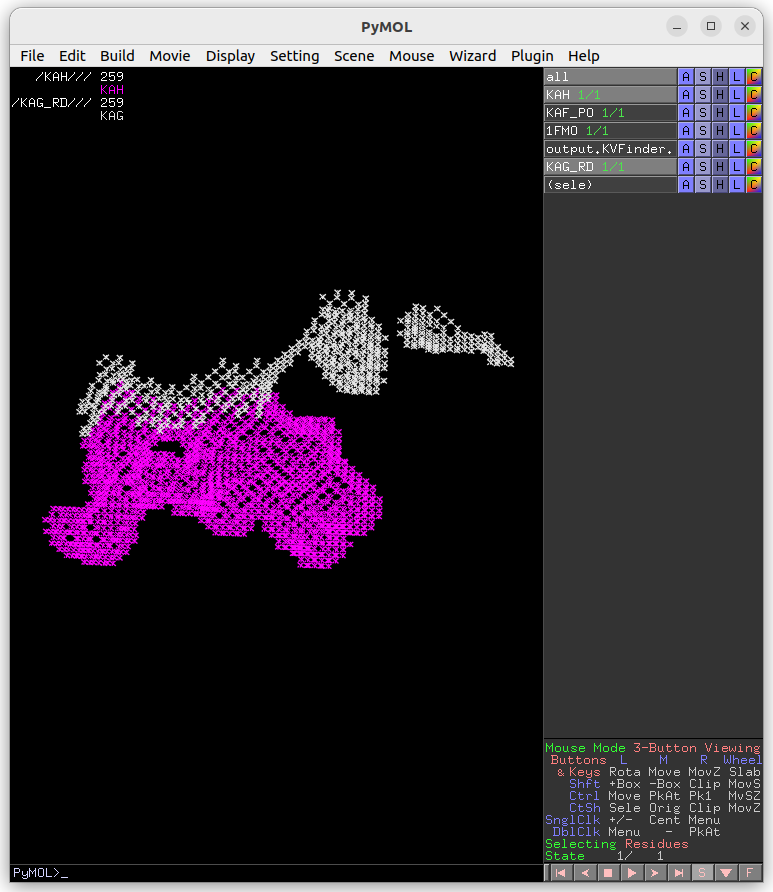 PyMOL
File Edit Build Movie Display Setting Scene Mouse Wizard Plugin Help
/KAH/// 259
KAH
/KAG_RD/// 259
KAG
all A S H L C
KAH 1/1 A S H L C
KAF_PO 1/1 A S H L C
1FMO 1/1 A S H L C
output.KVFinder. A S H L C
KAG_RD 1/1 A S H L C
(sele) A S H L C
Mouse Mode 3-Button Viewing
Buttons L M R Wheel
& Keys Rota Move MovZ Slab
Shft +Box -Box Clip MovS
Ctrl Move PkAt Pk1 MvSZ
CtSh Sele Orig Clip MovZ
SnglClk +/- Cent Menu
DblClk Menu - PkAt
Selecting Residues
State 1/ 1
PyMOL>_
S F